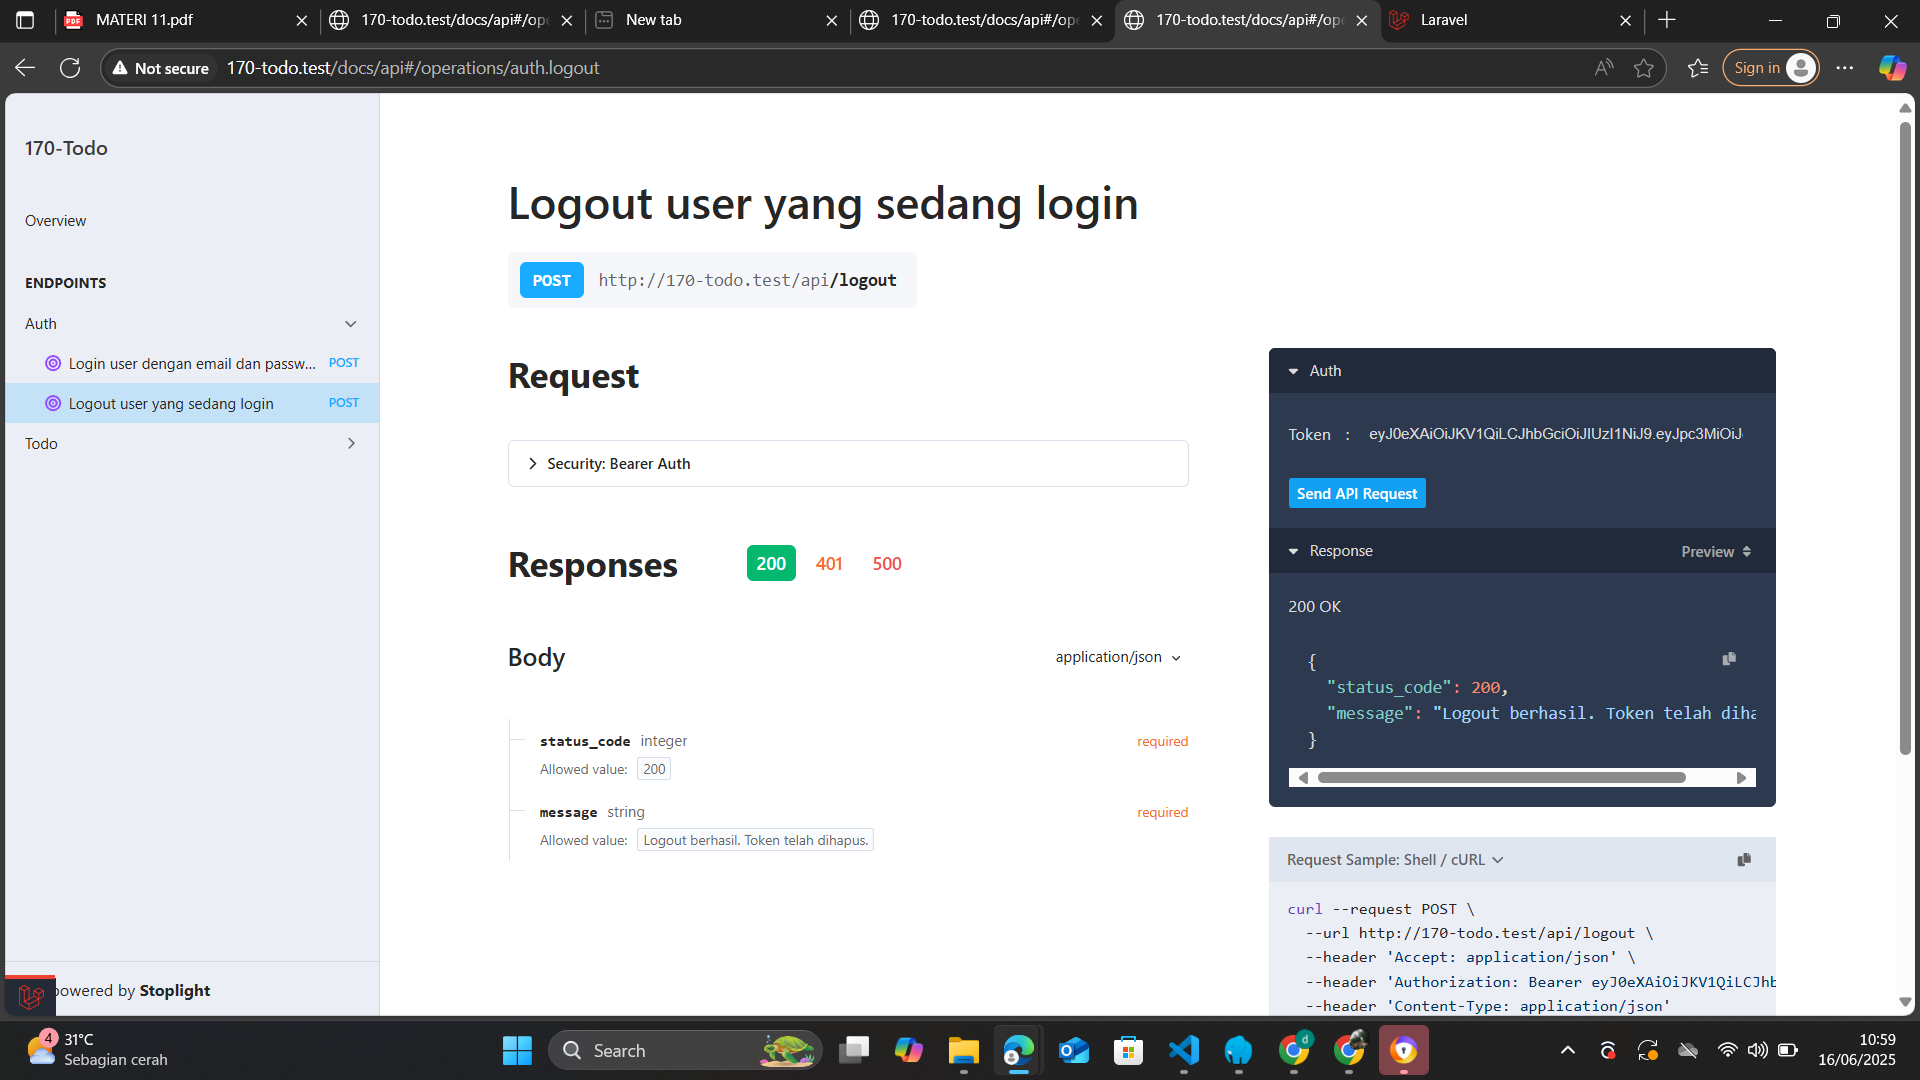 MATERI 11.pdf
170-todo.test/docs/api#/ope
New tab
170-todo.test/docs/api#/ope
170-todo.test/docs/api#/ope
Laravel
Not secure
170-todo.test/docs/api#/operations/auth.logout
Sign in
170-Todo
Overview
ENDPOINTS
Auth
Login user dengan email dan passw... POST
Logout user yang sedang login POST
Todo
powered by Stoplight
Logout user yang sedang login
POST http://170-todo.test/api/logout
Request
Security: Bearer Auth
Responses 200 401 500
Body application/json
status_code integer required
Allowed value: 200
message string required
Allowed value: Logout berhasil. Token telah dihapus.
Auth
Token : eyJ0eXAiOiJKV1QiLCJhbGciOiJIUzI1NiJ9.eyJpc3MiOiJ
Send API Request
Response Preview
200 OK
{
"status_code": 200,
"message": "Logout berhasil. Token telah diha
}
Request Sample: Shell / cURL
curl --request POST \
--url http://170-todo.test/api/logout \
--header 'Accept: application/json' \
--header 'Authorization: Bearer eyJ0eXAiOiJKV1QiLCJhb
--header 'Content-Type: application/json'
4
31°C
Sebagian cerah
Search
d
10:59
16/06/2025